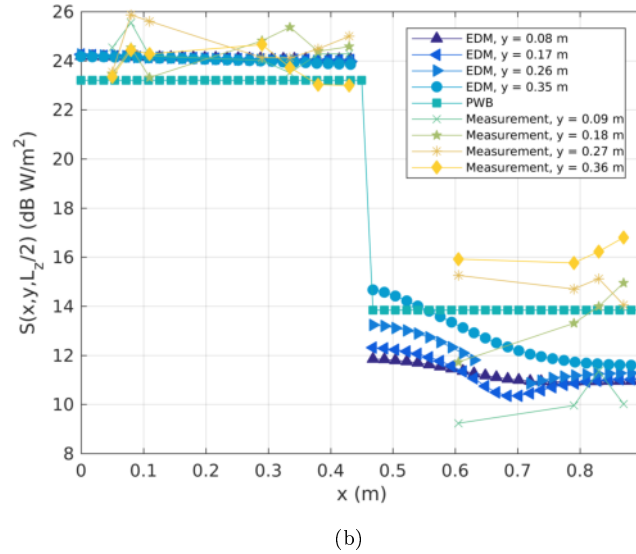 26
24
22
20
18
16
14
12
10
8
S(x,y,L_z/2) (dB W/m²)
EDM, y = 0.08 m
EDM, y = 0.17 m
EDM, y = 0.26 m
EDM, y = 0.35 m
PWB
Measurement, y = 0.09 m
Measurement, y = 0.18 m
Measurement, y = 0.27 m
Measurement, y = 0.36 m
0 0.1 0.2 0.3 0.4 0.5 0.6 0.7 0.8
x (m)
(b)